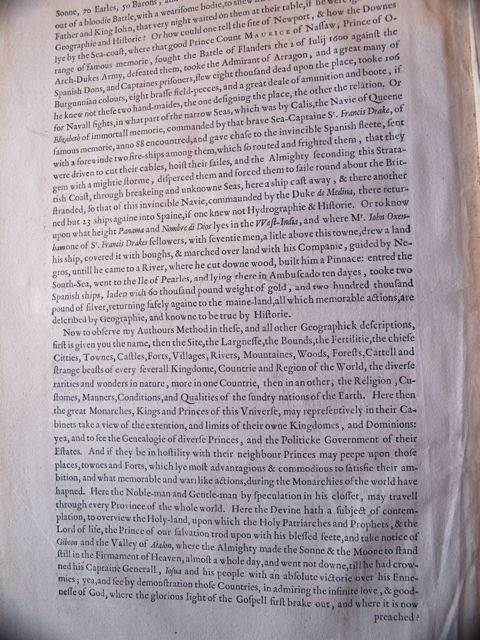 Sonne, 70 Earles, 50 Barons, and
out of a bloodie Battle, with a wearisome bodie, to shew
Father and King John, that very night waited on them at their table, if he were
Geographie and Historie? Or how could one tell the site of Newport, & how the Downes
lye by the Sea-coast, where that good Prince Count MAURICE of NASSAW, Prince of O-
range of famous memorie, fought the Battle of Flanders the 2 of Iulij 1600 against the
Arch-Dukes Army, defeated them, tooke the Admirant of Arragon, and a great many of
Spanish Dons, and Captaines prisoners, slew eight thousand dead upon the place, tooke 106
Burgunuian colours, eight brasse field-peeces, and a great deale of amunition and boote, if
he knew not these two hand-maides, the one designing the place, the other the relation. Or
for Navall fights, in what part of the narrow Seas, which was by Calis, the Navie of Queene
Elizabeth of immortall memorie, commanded by that brave Sea-Captaine Sr. Francis Drake, of
famous memorie, anno 88 encountred, and gave chase to the invincible Spanish fleete, sent
with a forewinde two fire-ships among them, which so routed and frighted them, that they
were driven to cut their cables, hoist their sailes, and the Almighty seconding this Strata-
gem with a mightie storme, disperced them and forced them to saile round about the Brit-
tish Coast, through breaking and unknowne Seas, here a ship cast away, & there another
stranded, so that of this invincible Navie, commaunded by the Duke de Medina, there retur-
ned but 23 ships againe into Spaine, if one knew not Hydrographie & Historie. Or to know
upon what height Panama and Nombre di Dios lyes in the West-India, and where Mr. Iohn Oxen-
ham one of Sr. Francis Drakes fellowers, with seventie men, a litle above this towne, drew a land
his ship, covered it with boughs, & marched over land with his Companie, guided by Ne-
gros, untill he came to a River, where he cut downe wood, built him a Pinnace: entred the
South-Sea, went to the Ile of Pearles, and lying there in Ambuscado ten dayes, tooke two
Spanish ships, laden with 60 thousand pound weight of gold, and two hundred thousand
pound of silver, returning safely againe to the maine-land, all which memorable actions, are
described by Geographie, and knowne to be true by Historie.
Now to observe my Authours Method in these, and all other Geographick descriptions,
first is given you the name, then the Site, the Largnesse, the Bounds, the Fertilitie, the chiefe
Citties, Townes, Castles, Forts, Villages, Rivers, Mountaines, Woods, Forests, Cattell and
strange beasts of every severall Kingdome, Countrie and Region of the World, the diverse
rarities and wonders in nature, more in one Countrie, then in an other; the Religion, Cu-
stomes, Manners, Conditions, and Qualities of the sundry nations of the Earth. Here then
the great Monarches, Kings and Princes of this Vniverse, may representively in their Ca-
binets take a view of the extention, and limits of their owne Kingdomes, and Dominions:
yea, and to see the Genealogie of diverse Princes, and the Politicke Government of their
Estates. And if they be in hostility with their neighbour Princes may peepe upon those
places, townes and Forts, which lye most advantagious & commodious to satisfie their am-
bition, and what memorable and warlike actions, during the Monarchies of the world have
hapned. Here the Noble-man and Gentle-man by speculation in his closset, may travell
through every Province of the whole world. Here the Devine hath a subject of contem-
plation, to overview the Holy-land, upon which the Holy Patriarches and Prophets, & the
Lord of life, the Prince of our salvation trod upon with his blessed feete, and take notice of
Gibeon and the Valley of Aialon, where the Almighty made the Sonne & the Moone to stand
still in the Firmament of Heaven, almost a whole day, and went not downe, till he had crow-
ned his Captaine Generall, Iosua and his people with an absolute victorie over his Enne-
mies; yea, and see by demonstration those Countries, in admiring the infinite love, & good-
nesse of God, where the glorious light of the Gospell first brake out, and where it is now
preached?